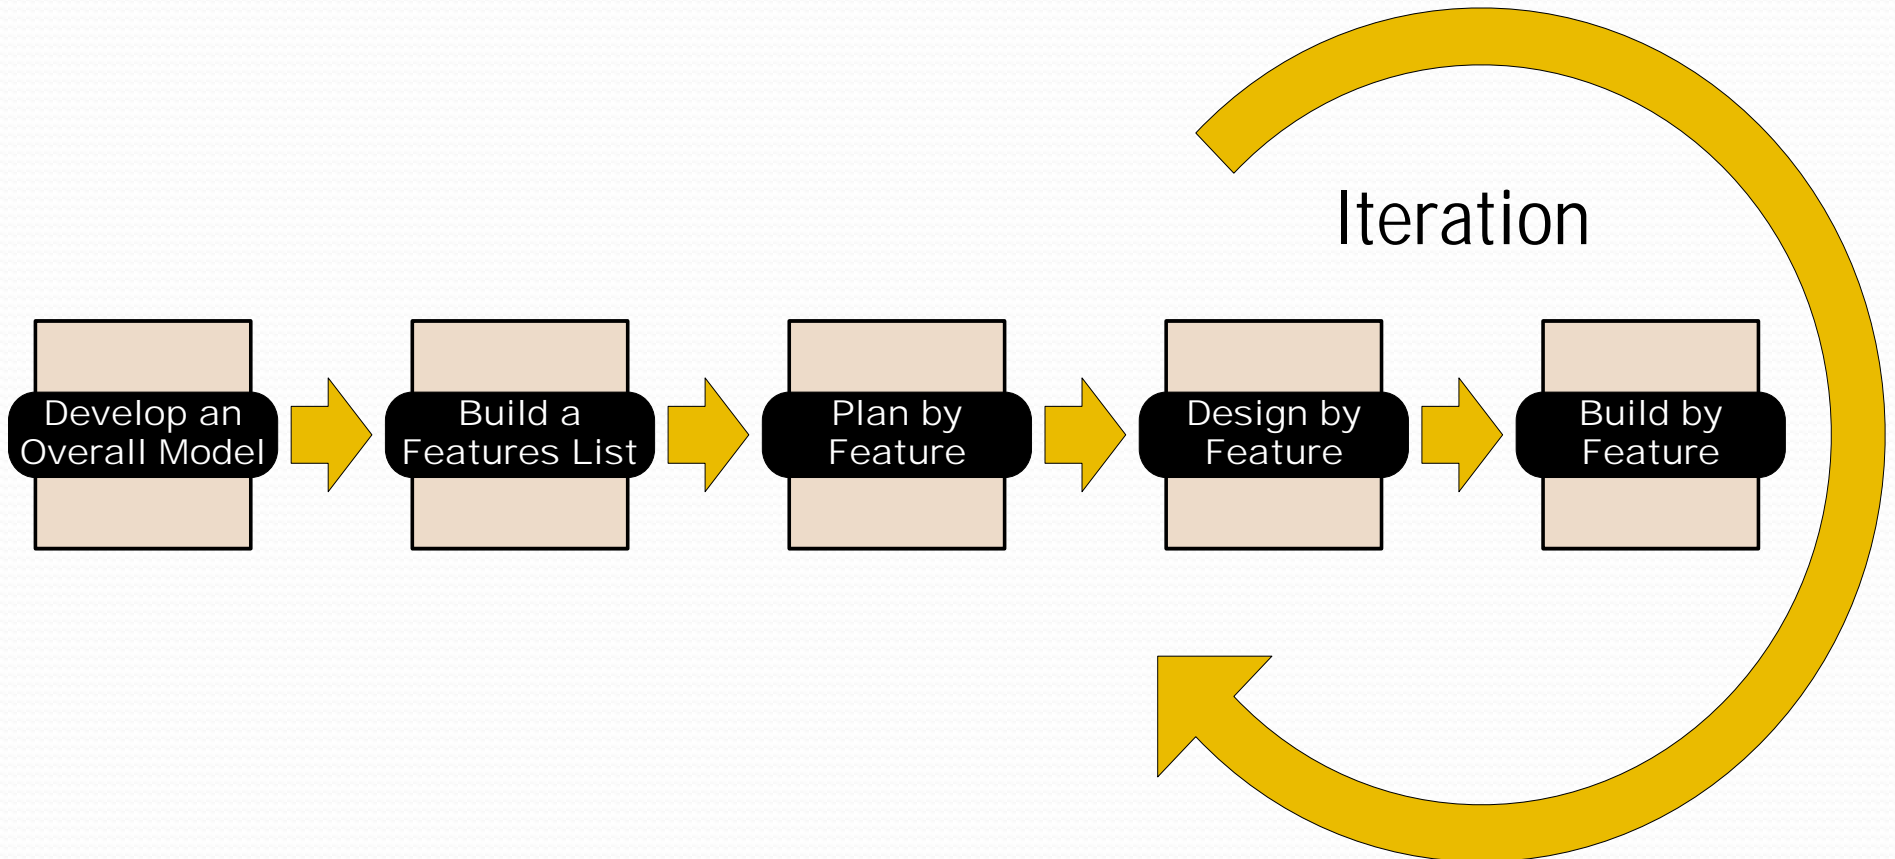 Iteration
Develop an
Overall Model
Build a
Features List
Plan by
Feature
Design by
Feature
Build by
Feature